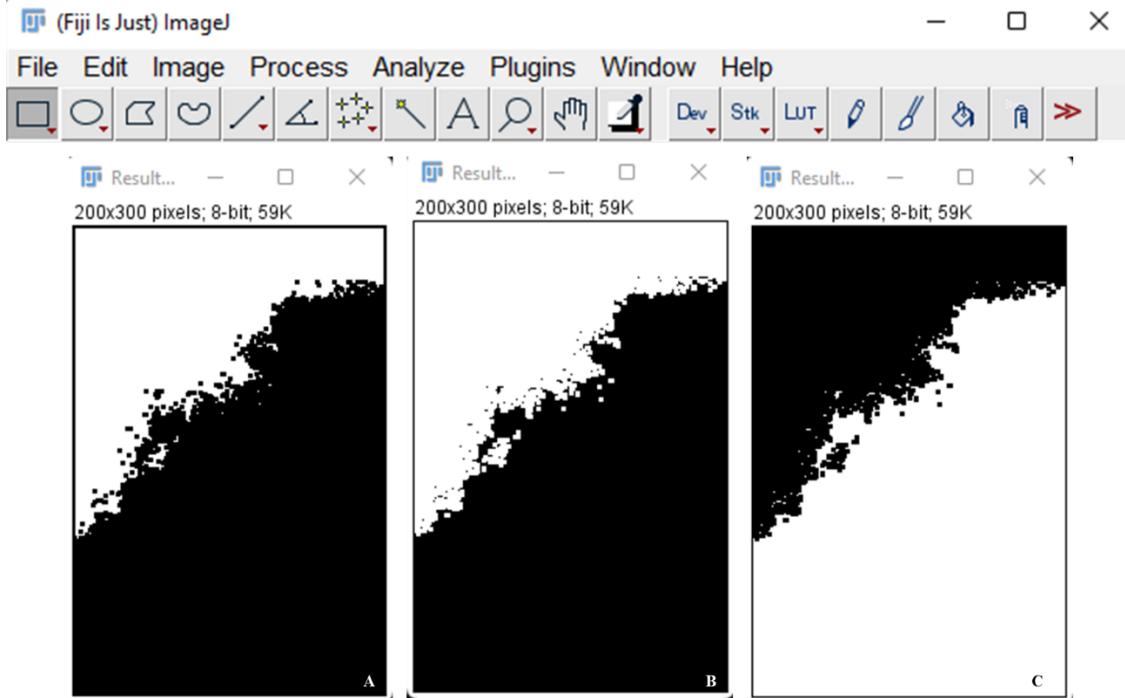 (Fiji Is Just) ImageJ
File Edit Image Process Analyze Plugins Window Help
A Dev Stk LUT
Result... Result... Result...
200x300 pixels; 8-bit; 59K 200x300 pixels; 8-bit; 59K 200x300 pixels; 8-bit; 59K
A B C